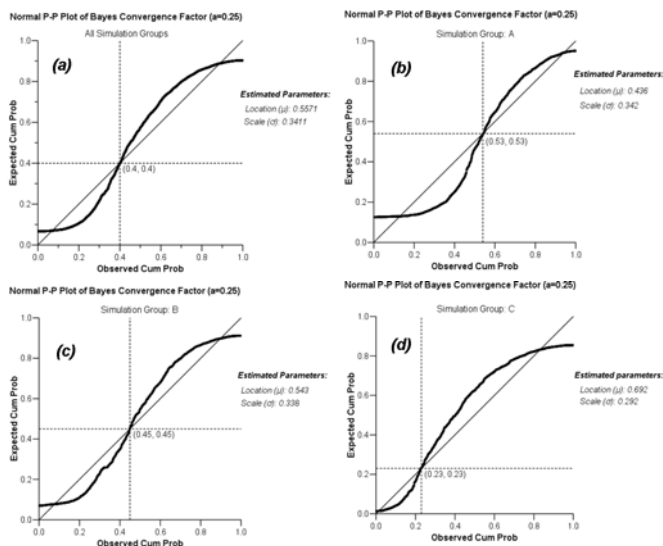 Normal P-P Plot of Bayes Convergence Factor (a=0.25)
All Simulation Groups
(a)
Expected Cum Prob
1.0
0.8
0.6
0.4
0.2
0.0
(0.4, 0.4)
0.0 0.2 0.4 0.6 0.8 1.0
Observed Cum Prob
Estimated Parameters:
Location (μ): 0.5571
Scale (σ): 0.3411
Normal P-P Plot of Bayes Convergence Factor (a=0.25)
Simulation Group: A
(b)
Expected Cum Prob
1.0
0.8
0.6
0.4
0.2
0.0
(0.53, 0.53)
0.0 0.2 0.4 0.6 0.8 1.0
Observed Cum Prob
Estimated Parameters:
Location (μ): 0.436
Scale (σ): 0.342
Normal P-P Plot of Bayes Convergence Factor (a=0.25)
Simulation Group: B
(c)
Expected Cum Prob
1.0
0.8
0.6
0.4
0.2
0.0
(0.45, 0.45)
0.0 0.2 0.4 0.6 0.8 1.0
Observed Cum Prob
Estimated Parameters:
Location (μ): 0.543
Scale (σ): 0.338
Normal P-P Plot of Bayes Convergence Factor (a=0.25)
Simulation Group: C
(d)
Expected Cum Prob
1.0
0.8
0.6
0.4
0.2
0.0
(0.23, 0.23)
0.0 0.2 0.4 0.6 0.8 1.0
Observed Cum Prob
Estimated parameters:
Location (μ): 0.692
Scale (σ): 0.292